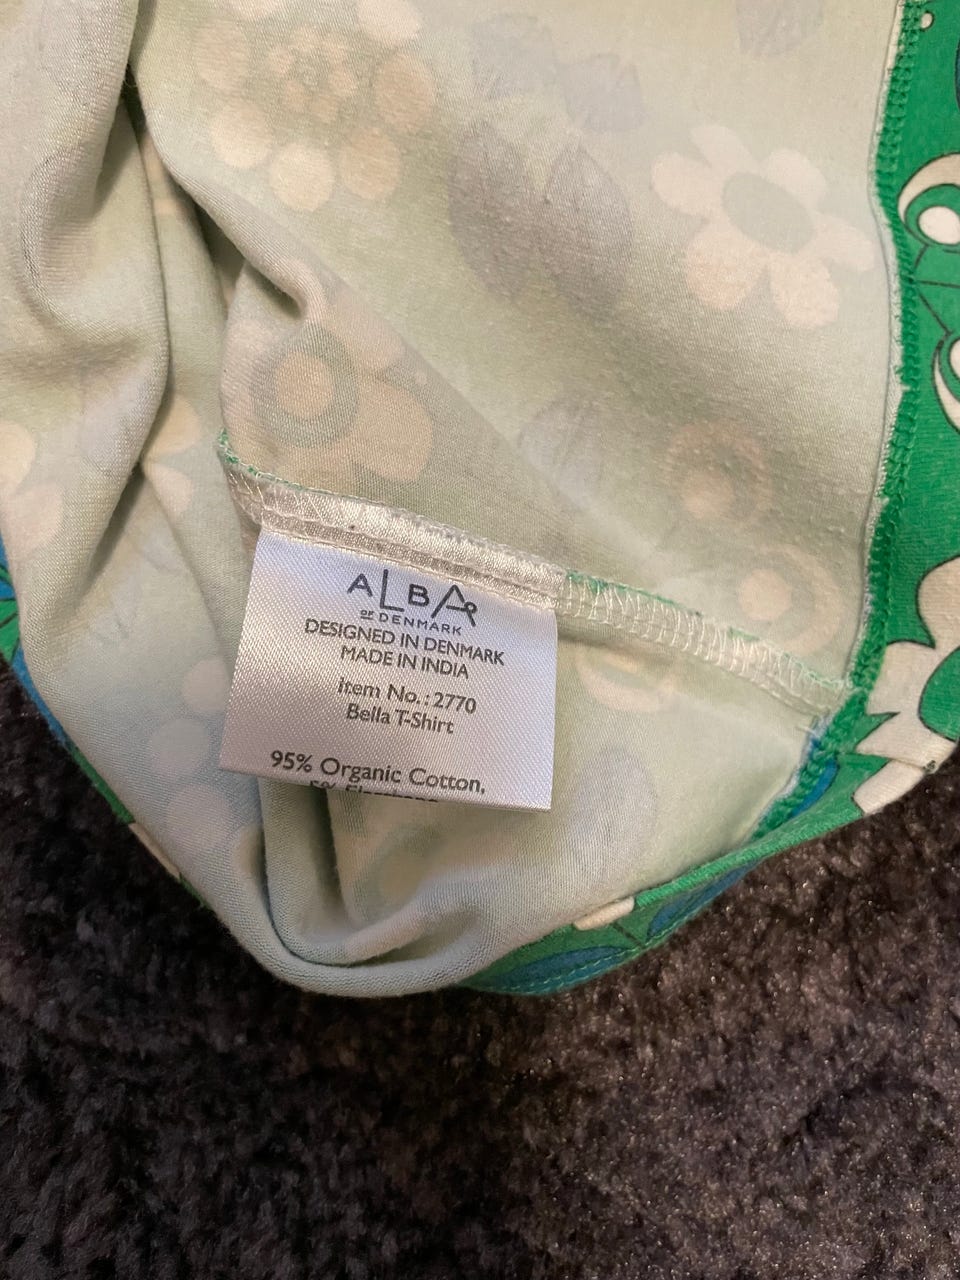 ALBA
OF DENMARK
DESIGNED IN DENMARK
MADE IN INDIA
Item No.: 2770
Bella T-Shirt
95% Organic Cotton,